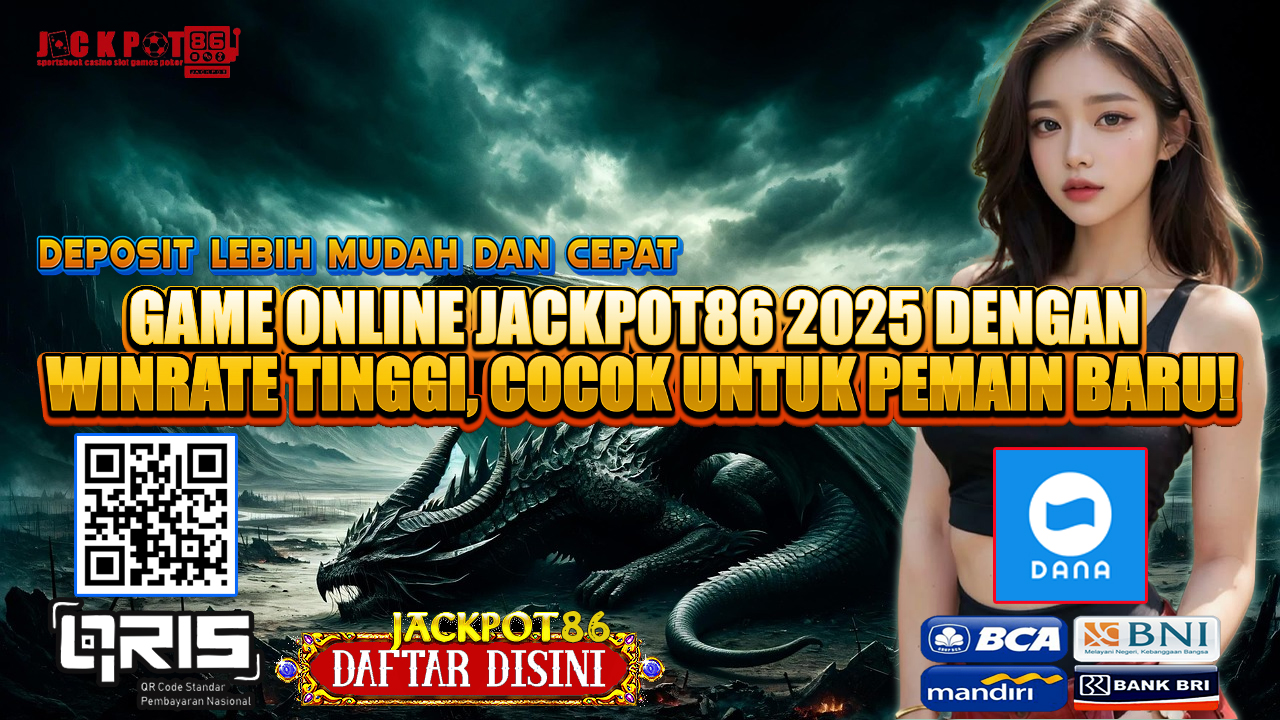 JACKPOT 86
sportsbook casino slot games poker
DEPOSIT LEBIH MUDAH DAN CEPAT
GAME ONLINE JACKPOT86 2025 DENGAN
WINRATE TINGGI, COCOK UNTUK PEMAIN BARU!
QRIS
QR Code Standar
Pembayaran Nasional
JACKPOT86
DAFTAR DISINI
DANA
BCA
BNI
Melayani Negeri, Kebanggaan Bangsa
mandiri
BANK BRI